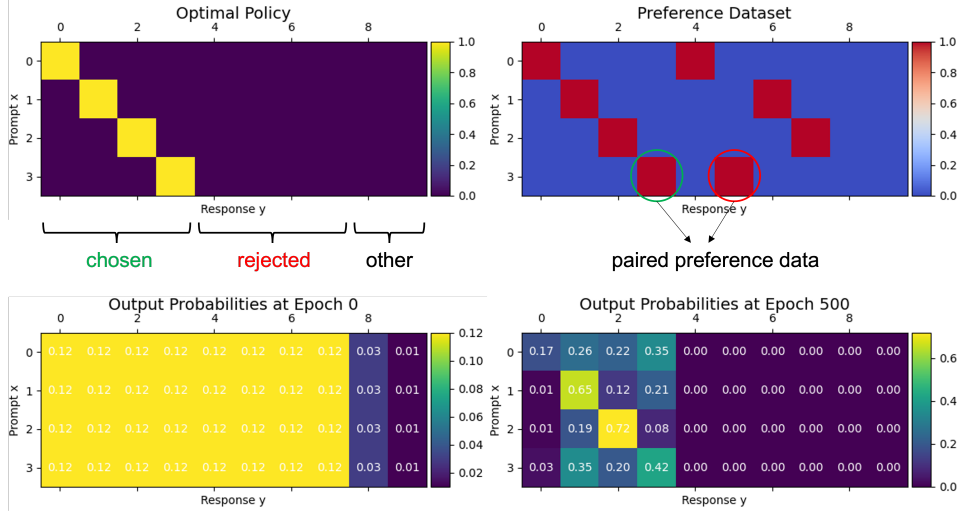 Optimal Policy
0 2 4 6 8
Prompt x
0
1
2
3
Response y
1.0
0.8
0.6
0.4
0.2
0.0
chosen rejected other
Preference Dataset
0 2 4 6 8
Prompt x
0
1
2
3
Response y
1.0
0.8
0.6
0.4
0.2
0.0
paired preference data
Output Probabilities at Epoch 0
0 2 4 6 8
Prompt x
0 0.12 0.12 0.12 0.12 0.12 0.12 0.12 0.12 0.03 0.01
1 0.12 0.12 0.12 0.12 0.12 0.12 0.12 0.12 0.03 0.01
2 0.12 0.12 0.12 0.12 0.12 0.12 0.12 0.12 0.03 0.01
3 0.12 0.12 0.12 0.12 0.12 0.12 0.12 0.12 0.03 0.01
Response y
0.12
0.10
0.08
0.06
0.04
0.02
Output Probabilities at Epoch 500
0 2 4 6 8
Prompt x
0 0.17 0.26 0.22 0.35 0.00 0.00 0.00 0.00 0.00 0.00
1 0.01 0.65 0.12 0.21 0.00 0.00 0.00 0.00 0.00 0.00
2 0.01 0.19 0.72 0.08 0.00 0.00 0.00 0.00 0.00 0.00
3 0.03 0.35 0.20 0.42 0.00 0.00 0.00 0.00 0.00 0.00
Response y
0.6
0.4
0.2
0.0